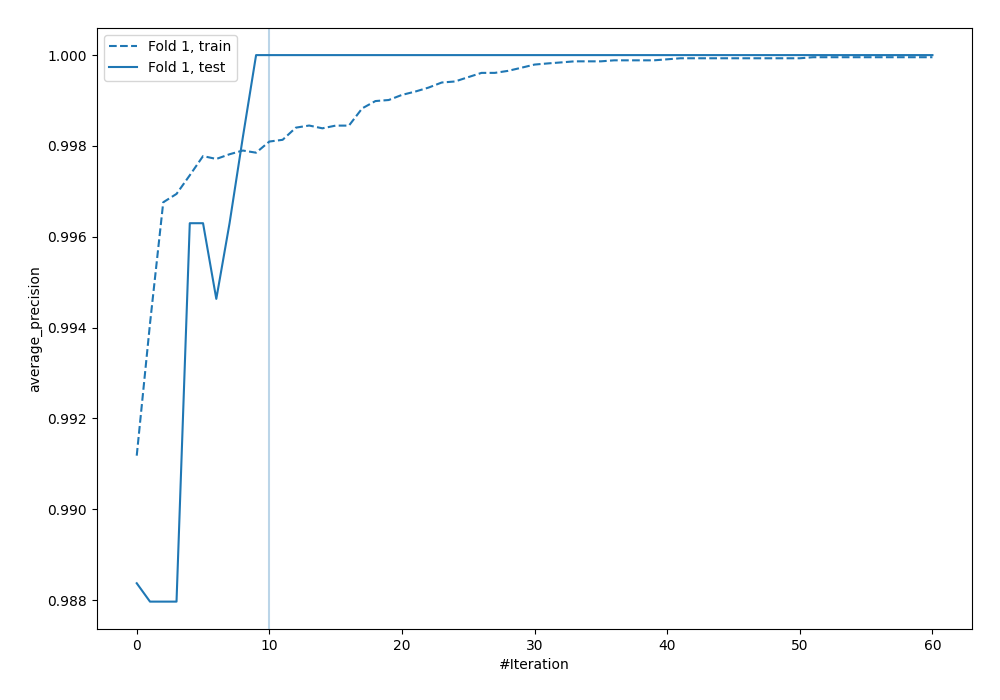 Fold 1, train
Fold 1, test
1.000
0.998
0.996
0.994
0.992
0.990
0.988
average_precision
0 10 20 30 40 50 60
#Iteration